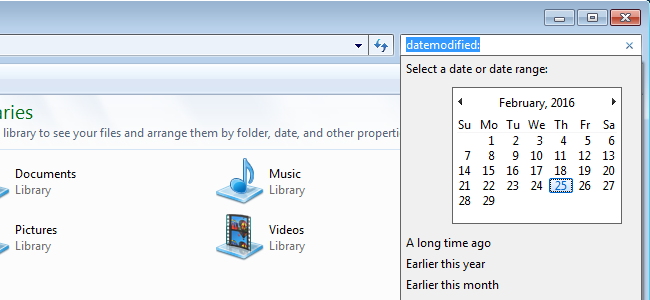 datemodified:
Select a date or date range:
February, 2016
Su Mo Tu We Th Fr Sa
1 2 3 4 5 6
7 8 9 10 11 12 13
14 15 16 17 18 19 20
21 22 23 24 25 26 27
28 29
A long time ago
Earlier this year
Earlier this month
raries
library to see your files and arrange them by folder, date, and other properti
Documents
Library
Music
Library
Pictures
Library
Videos
Library